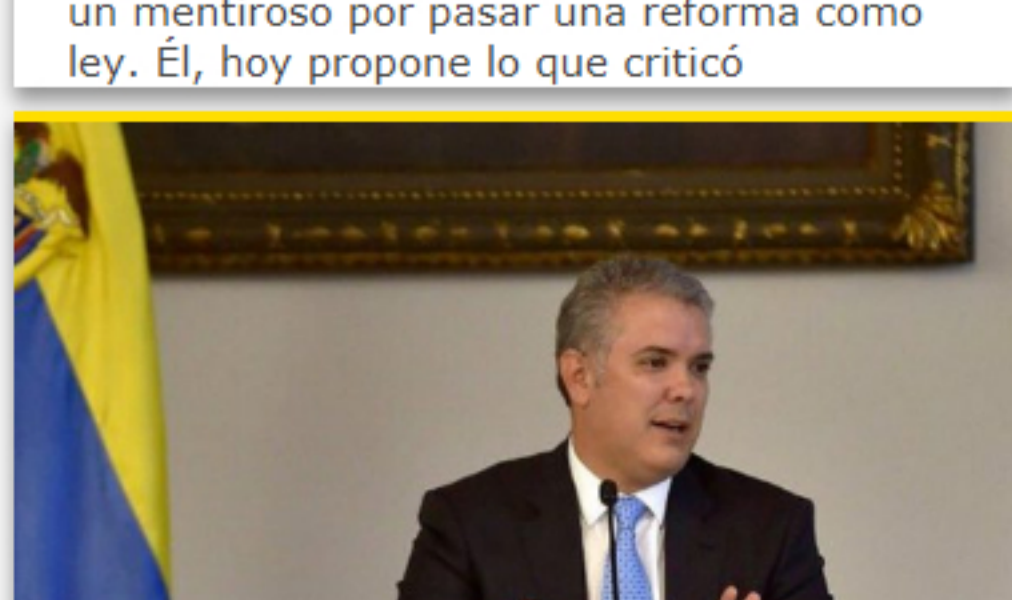 un mentiroso por pasar una reforma como
ley. Él, hoy propone lo que criticó